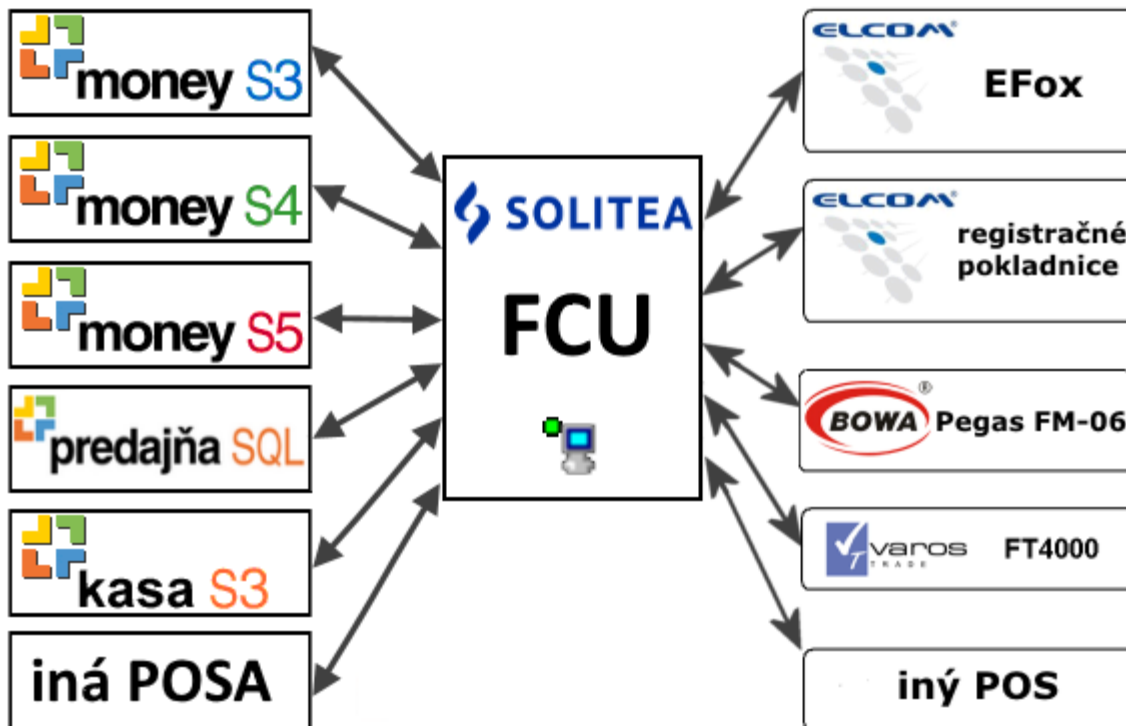 money S3
money S4
money S5
predajňa SQL
kasa S3
iná POSA
SOLITEA
FCU
ELCOM®
EFox
ELCOM®
registračné
pokladnice
BOWA® Pegas FM-06
varos FT4000
TRADE
iný POS